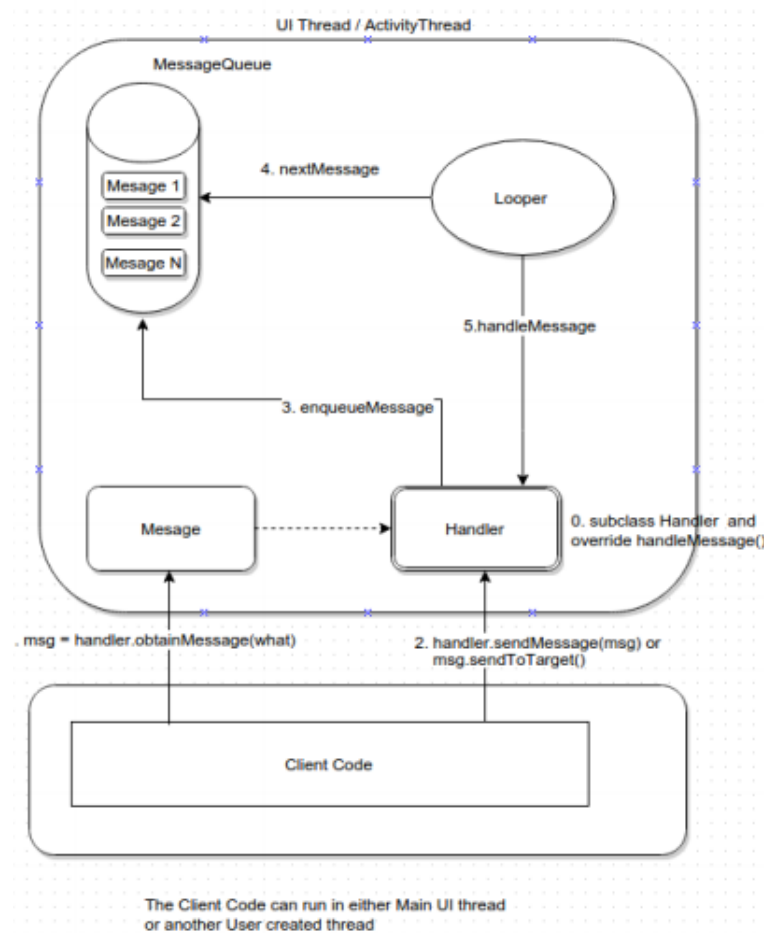 UI Thread / ActivityThread
MessageQueue
Mesage 1
Mesage 2
Mesage N
4. nextMessage
Looper
5.handleMessage
3. enqueueMessage
Mesage
Handler
0. subclass Handler and
override handleMessage()
. msg = handler.obtainMessage(what)
2. handler.sendMessage(msg) or
msg.sendToTarget()
Client Code
The Client Code can run in either Main UI thread
or another User created thread